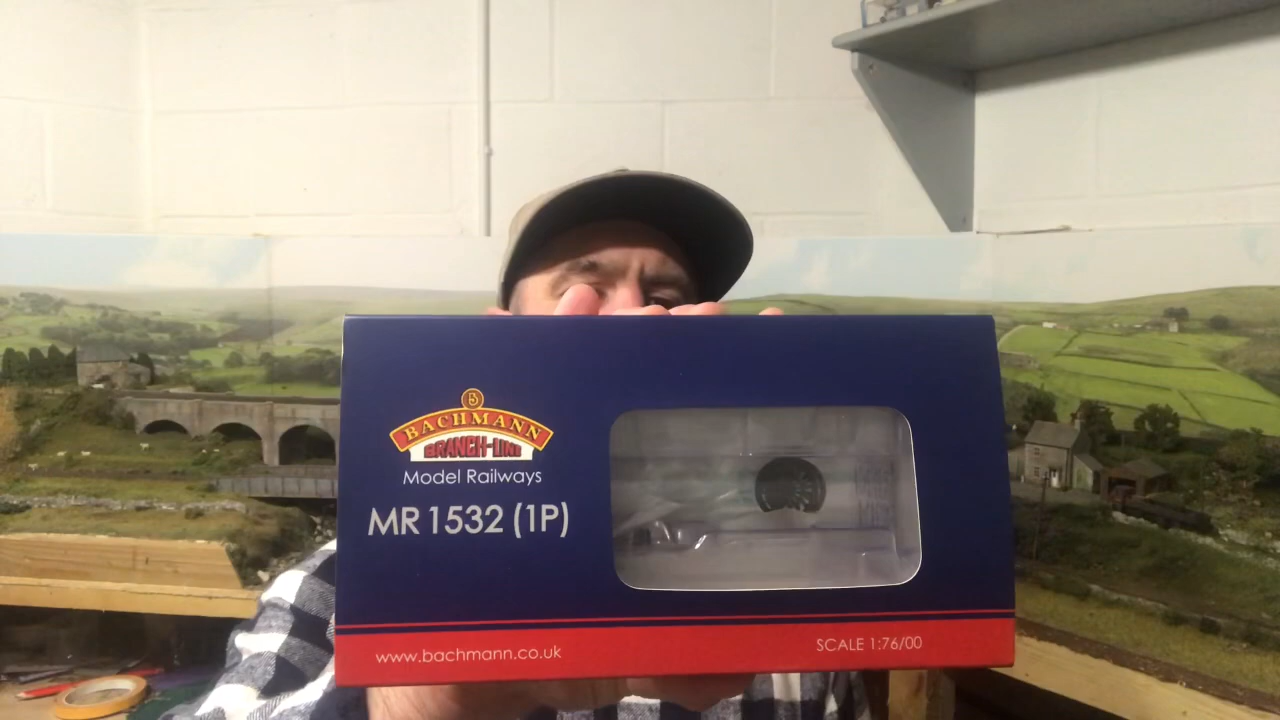 B
BACHMANN
BRANCH-LINE
Model Railways
MR 1532 (1P)
www.bachmann.co.uk
SCALE 1:76/00